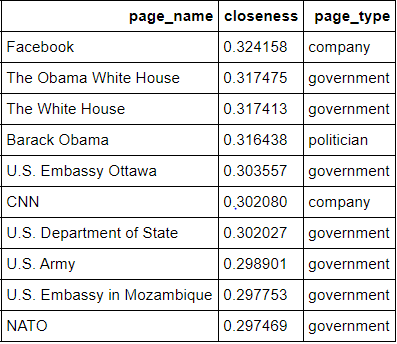 page_name closeness page_type
Facebook 0.324158 company
The Obama White House 0.317475 government
The White House 0.317413 government
Barack Obama 0.316438 politician
U.S. Embassy Ottawa 0.303557 government
CNN 0.302080 company
U.S. Department of State 0.302027 government
U.S. Army 0.298901 government
U.S. Embassy in Mozambique 0.297753 government
NATO 0.297469 government